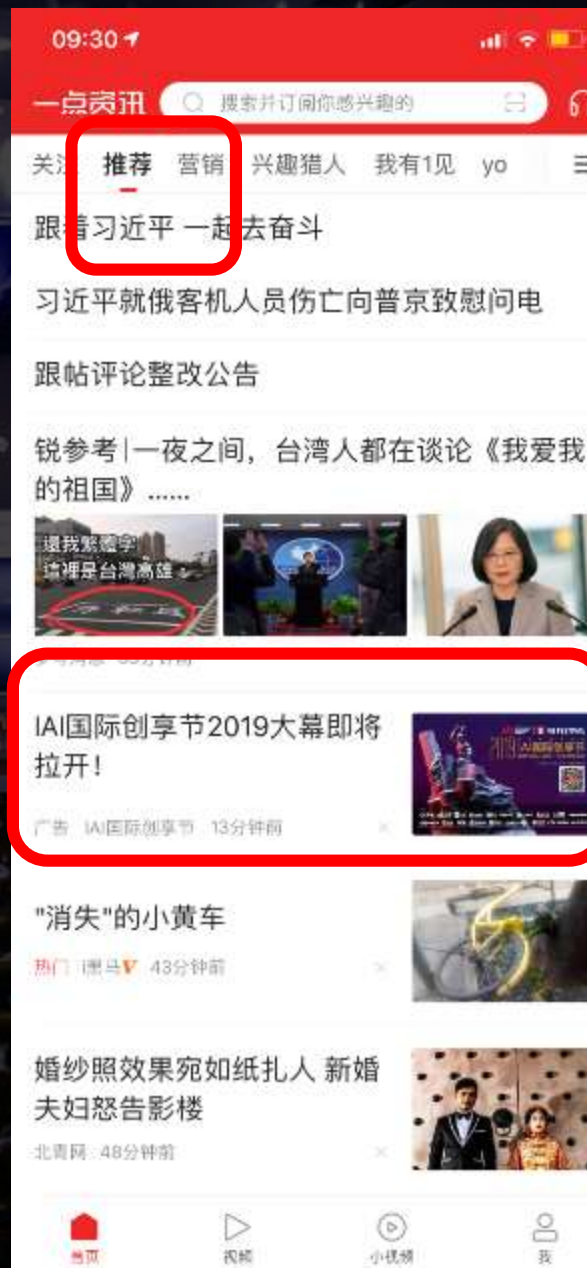 09:30
一点资讯 搜索并订阅你感兴趣的
关注 推荐 营销 兴趣猎人 我有1见 yo
跟着习近平 一起去奋斗
习近平就俄客机人员伤亡向普京致慰问电
跟帖评论整改公告
锐参考|一夜之间，台湾人都在谈论《我爱我
的祖国》……
還我繁體字
這裡是台灣高雄
IAI国际创享节2019大幕即将
拉开！
广告 IAI国际创享节 13分钟前
"消失"的小黄车
热门 i黑马V 43分钟前
婚纱照效果宛如纸扎人 新婚
夫妇怒告影楼
北青网 48分钟前
首页 视频 小视频 我